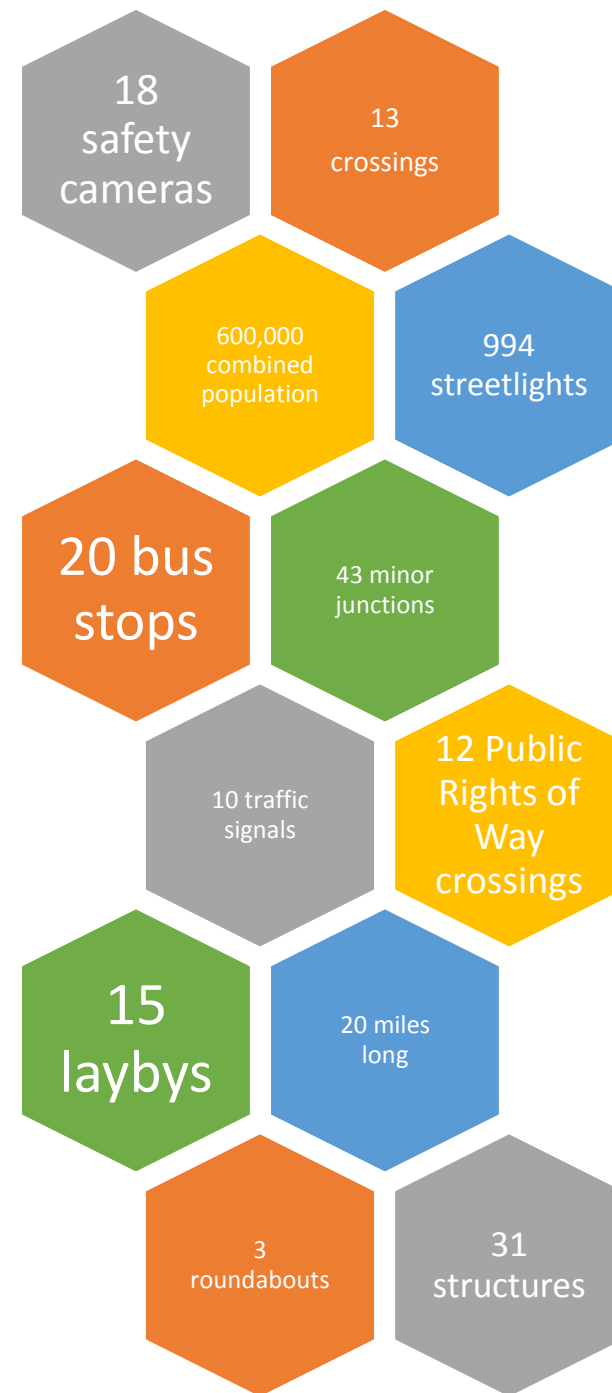 18
safety
cameras
13
crossings
600,000
combined
population
994
streetlights
20 bus
stops
43 minor
junctions
10 traffic
signals
12 Public
Rights of
Way
crossings
15
laybys
20 miles
long
3
roundabouts
31
structures